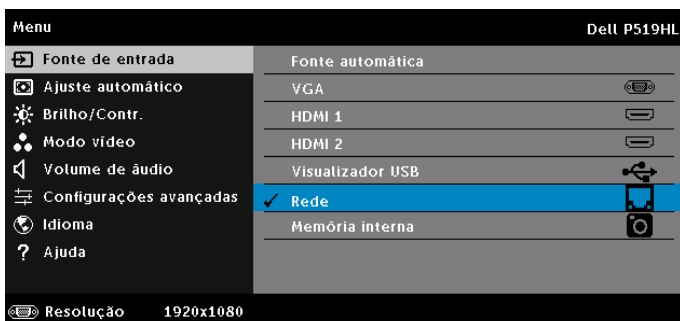 Menu Dell P519HL
Fonte de entrada
Ajuste automático
Brilho/Contr.
Modo vídeo
Volume de áudio
Configurações avançadas
Idioma
? Ajuda
Fonte automática
VGA
HDMI 1
HDMI 2
Visualizador USB
✓ Rede
Memória interna
Resolução 1920x1080